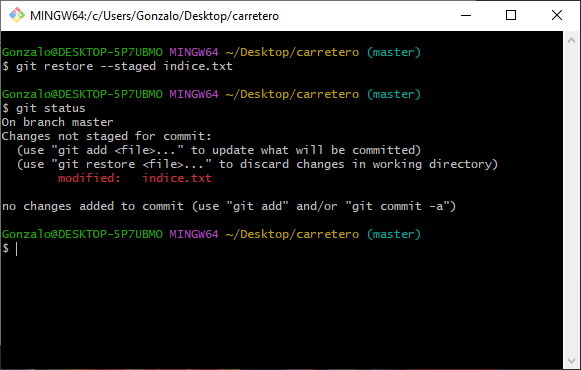 MINGW64:/c/Users/Gonzalo/Desktop/carretero
Gonzalo@DESKTOP-5P7UBMO MINGW64 ~/Desktop/carretero (master)
$ git restore --staged indice.txt
Gonzalo@DESKTOP-5P7UBMO MINGW64 ~/Desktop/carretero (master)
$ git status
On branch master
Changes not staged for commit:
  (use "git add <file>..." to update what will be committed)
  (use "git restore <file>..." to discard changes in working directory)
        modified:   indice.txt
no changes added to commit (use "git add" and/or "git commit -a")
Gonzalo@DESKTOP-5P7UBMO MINGW64 ~/Desktop/carretero (master)
$